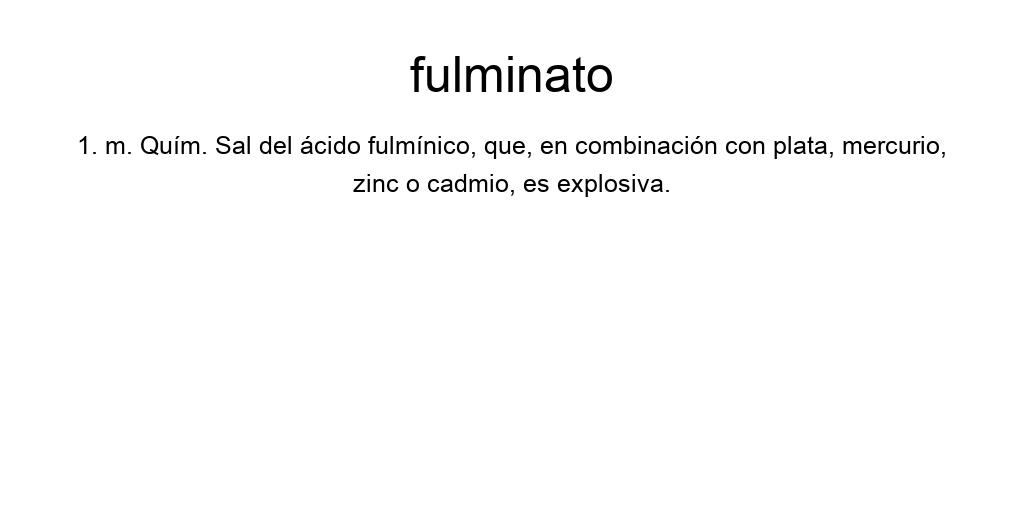 fulminato
1. m. Quím. Sal del ácido fulmínico, que, en combinación con plata, mercurio,
zinc o cadmio, es explosiva.